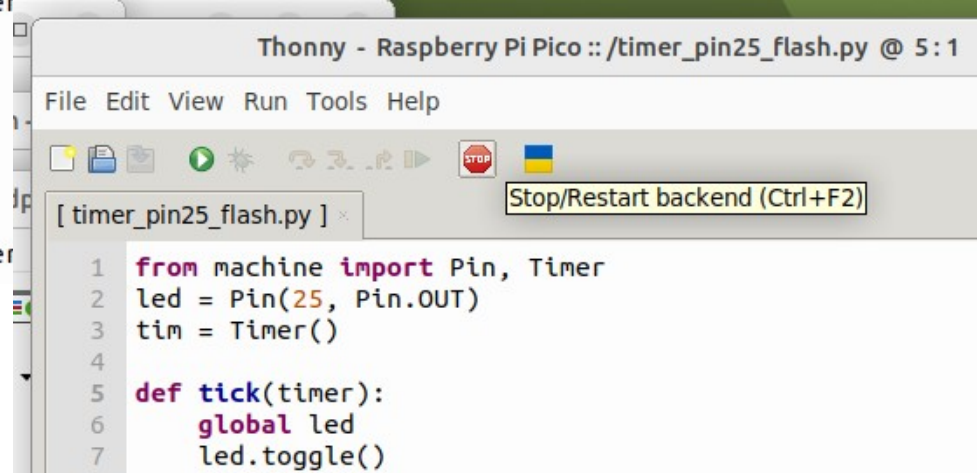 Thonny - Raspberry Pi Pico :: /timer_pin25_flash.py @ 5 : 1
File Edit View Run Tools Help
STOP
Stop/Restart backend (Ctrl+F2)
[ timer_pin25_flash.py ] ×
1 from machine import Pin, Timer
2 led = Pin(25, Pin.OUT)
3 tim = Timer()
4
5 def tick(timer):
6     global led
7     led.toggle()